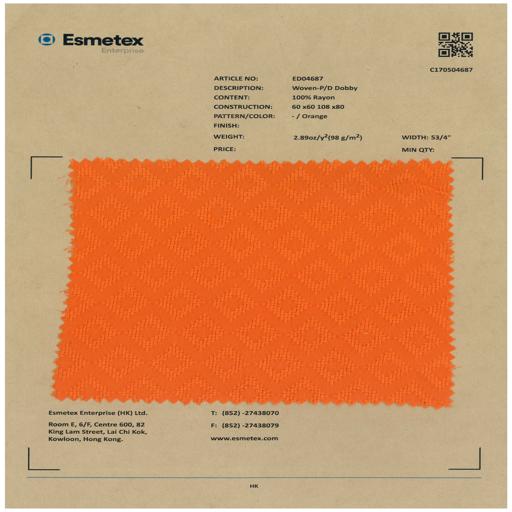 Esmetex
Enterprise
C170504687
ARTICLE NO: ED04687
DESCRIPTION: Woven-P/D Dobby
CONTENT: 100% Rayon
CONSTRUCTION: 60 x60 108 x80
PATTERN/COLOR: - / Orange
FINISH:
WEIGHT: 2.89oz/y²(98 g/m²) WIDTH: 53/4"
PRICE: MIN QTY:
Esmetex Enterprise (HK) Ltd. T: (852) -27438070
Room E, 6/F, Centre 600, 82 F: (852) -27438079
King Lam Street, Lai Chi Kok,
Kowloon, Hong Kong. www.esmetex.com
HK